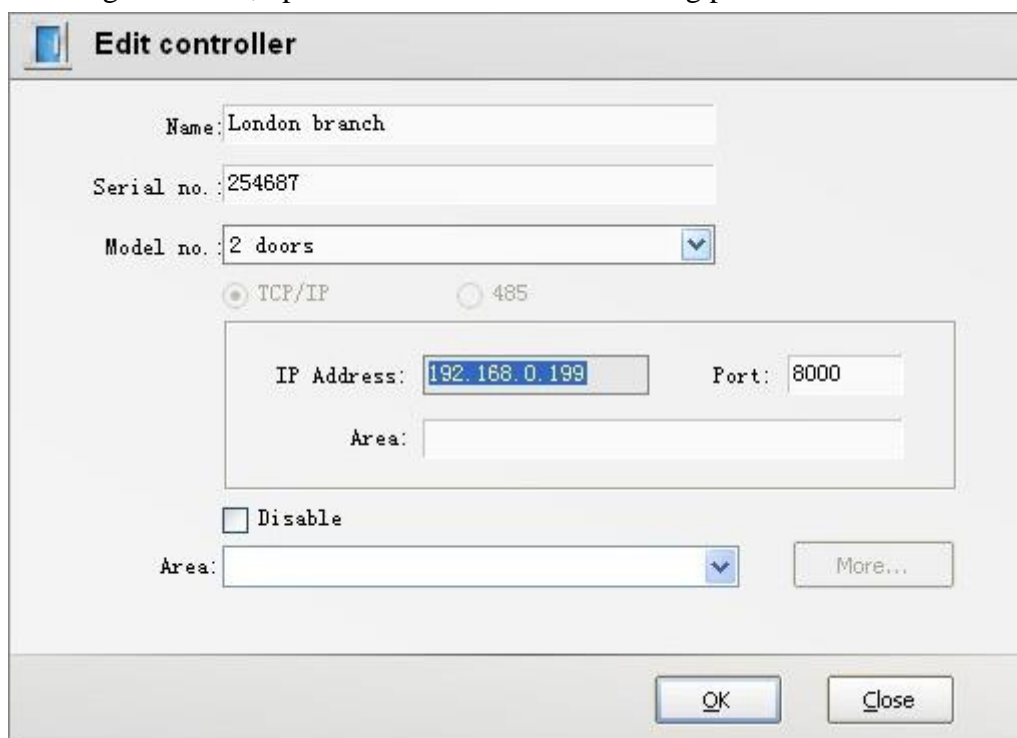 Edit controller
Name: London branch
Serial no.: 254687
Model no.: 2 doors
TCP/IP 485
IP Address: 192.168.0.199 Port: 8000
Area:
Disable
Area: More...
OK Close